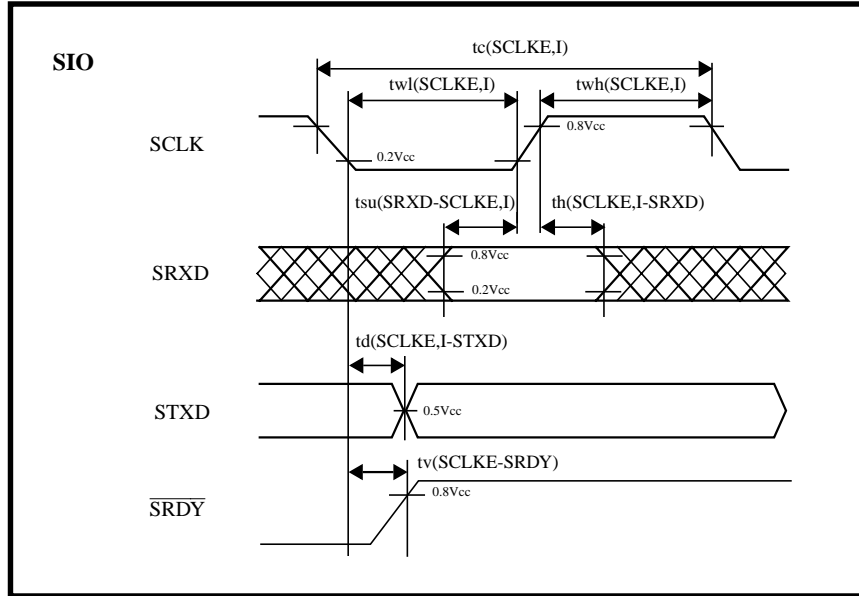 SIO
tc(SCLKE,I)
twl(SCLKE,I)
twh(SCLKE,I)
SCLK
0.8Vcc
0.2Vcc
tsu(SRXD-SCLKE,I)
th(SCLKE,I-SRXD)
SRXD
0.8Vcc
0.2Vcc
td(SCLKE,I-STXD)
STXD
0.5Vcc
tv(SCLKE-SRDY)
SRDY
0.8Vcc